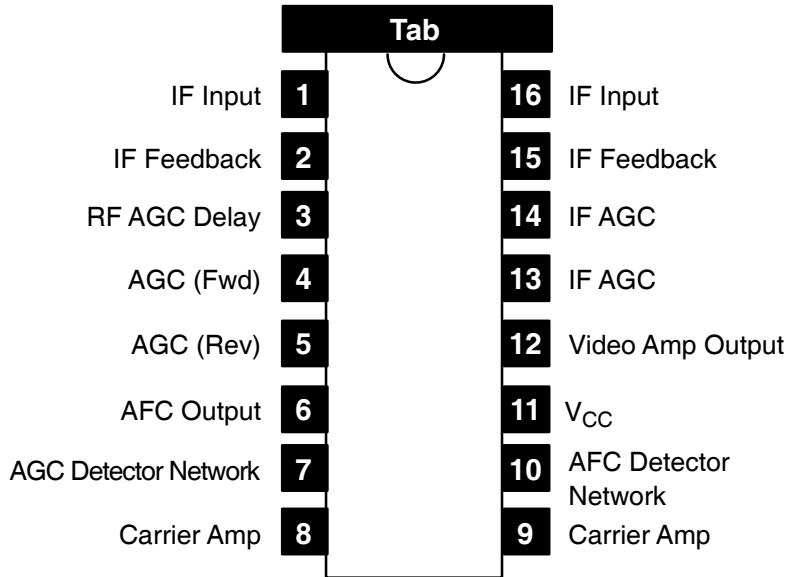 Tab
IF Input 1 16 IF Input
IF Feedback 2 15 IF Feedback
RF AGC Delay 3 14 IF AGC
AGC (Fwd) 4 13 IF AGC
AGC (Rev) 5 12 Video Amp Output
AFC Output 6 11 VCC
AGC Detector Network 7 10 AFC Detector
Network
Carrier Amp 8 9 Carrier Amp